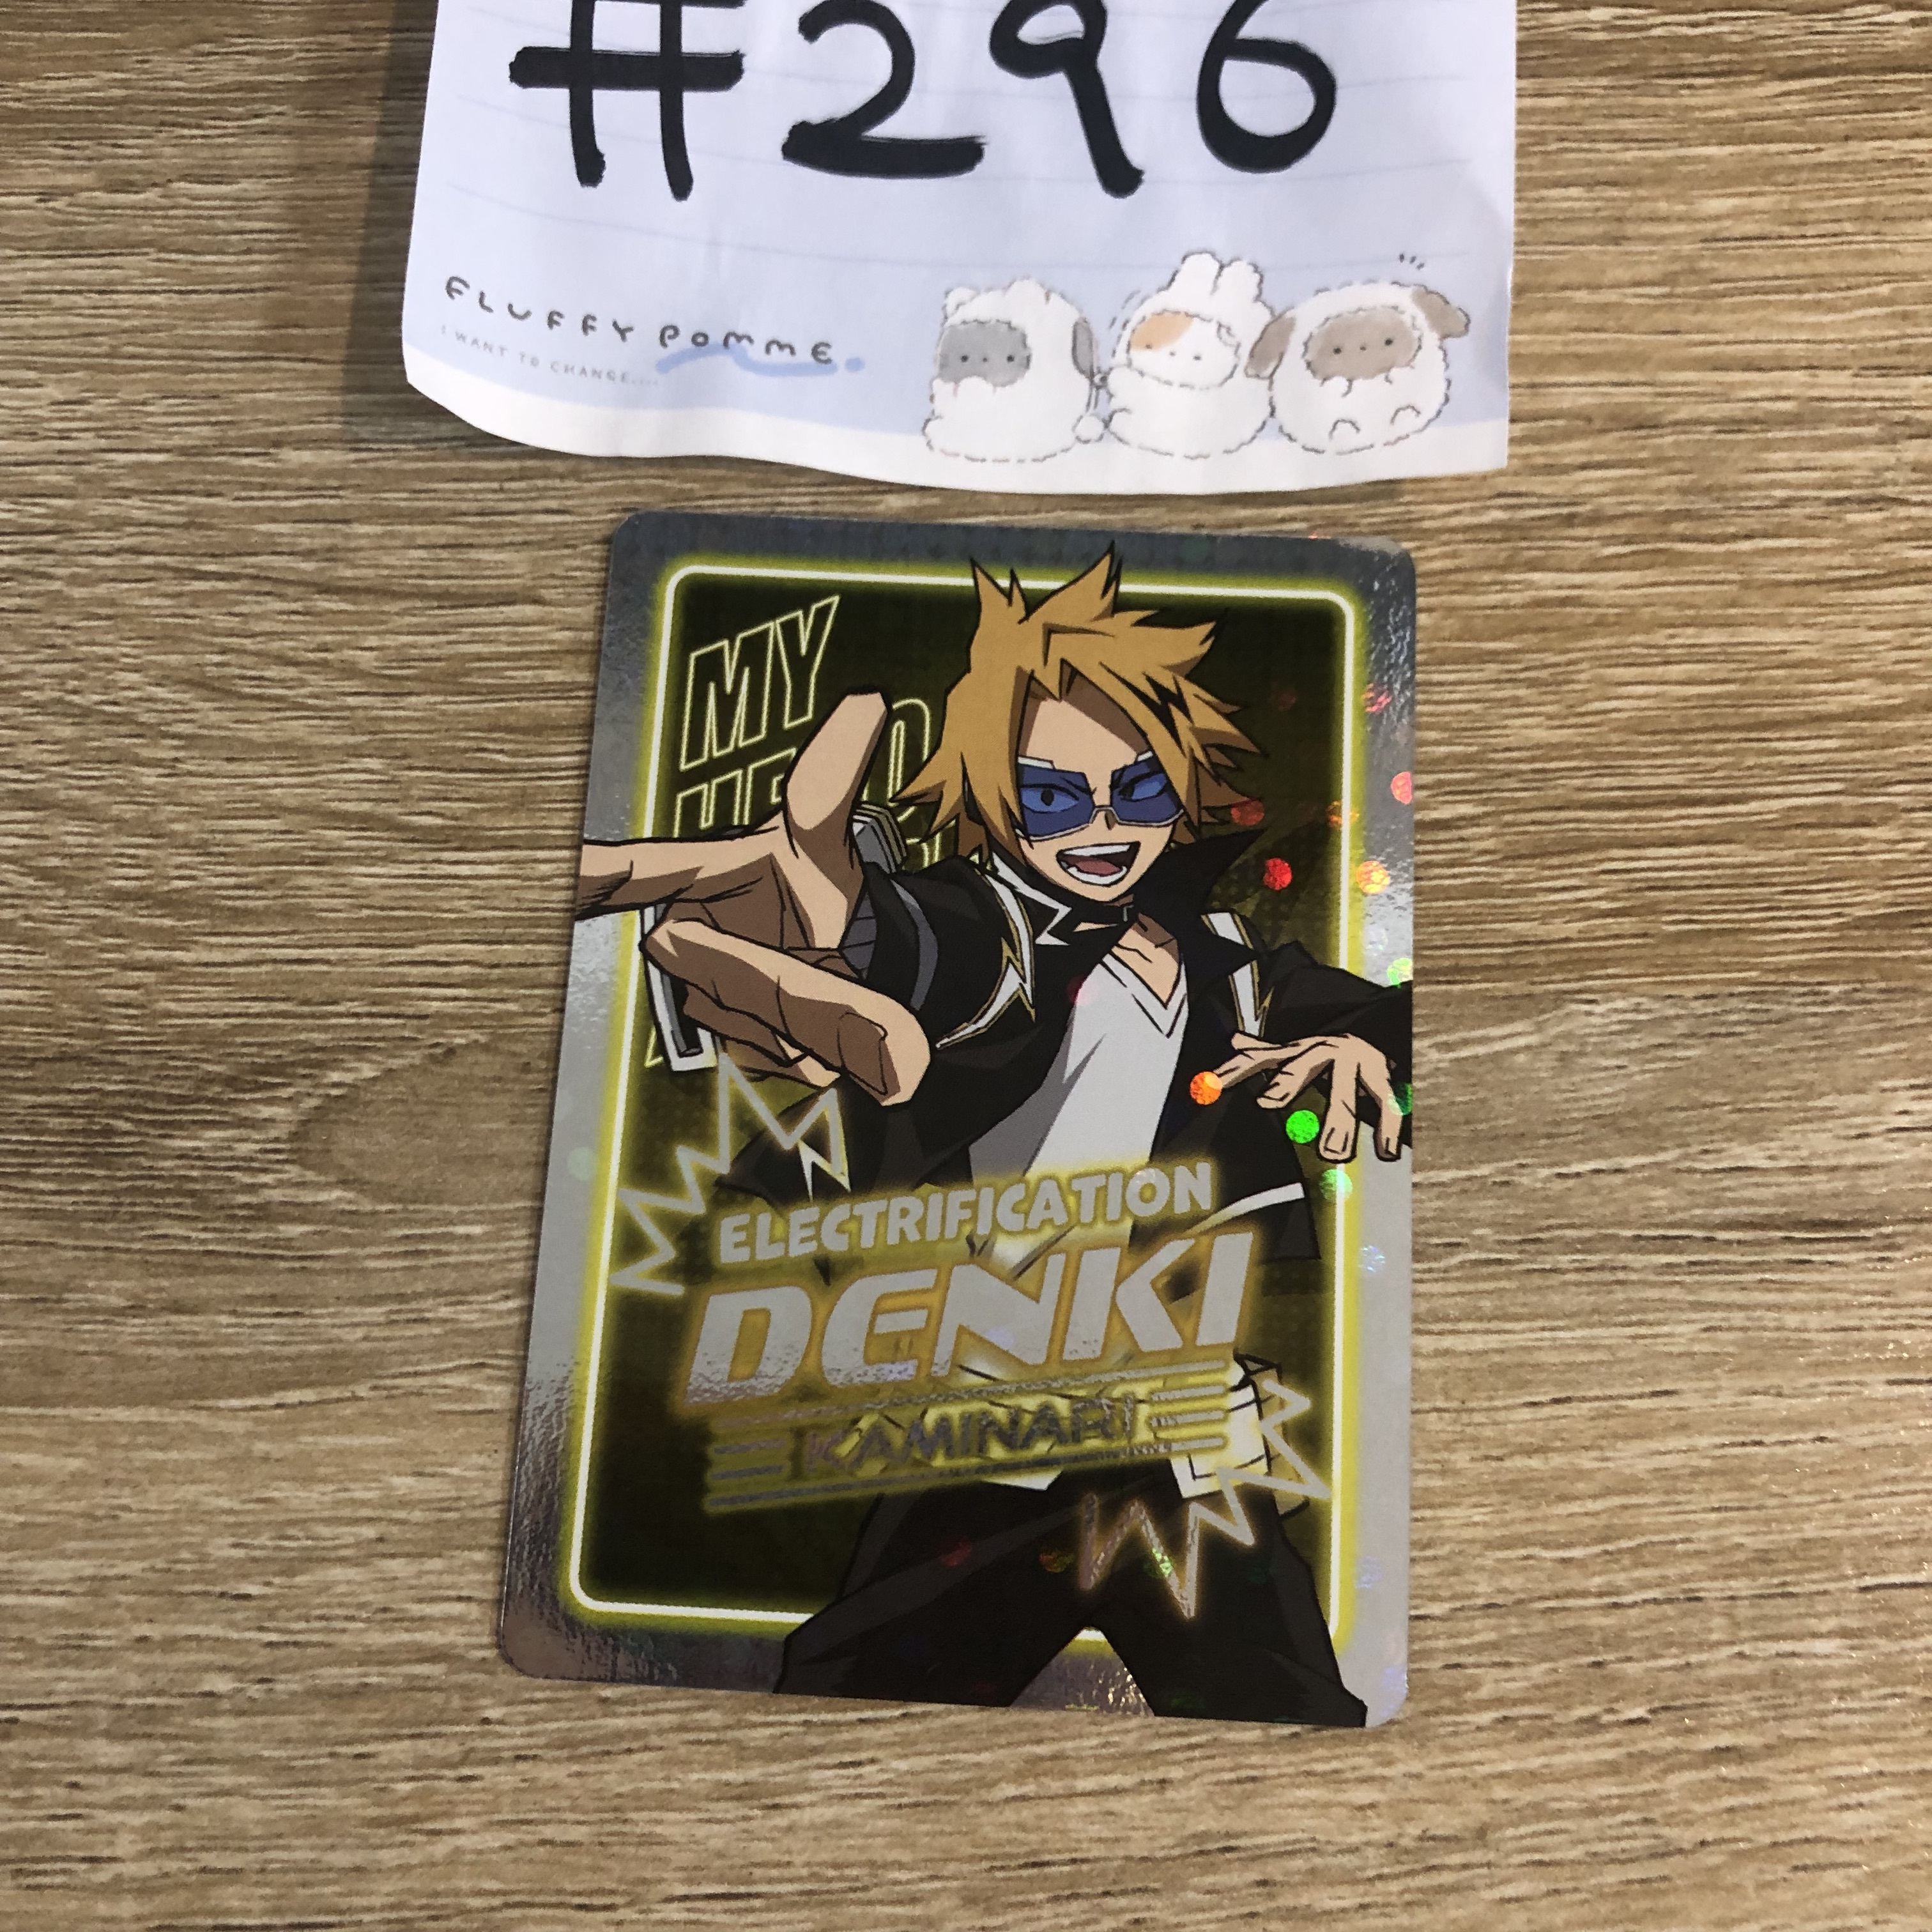 #296
FLUFFY POMME.
I WANT TO CHANGE....
MY
ELECTRIFICATION
DENKI
KAMINARI